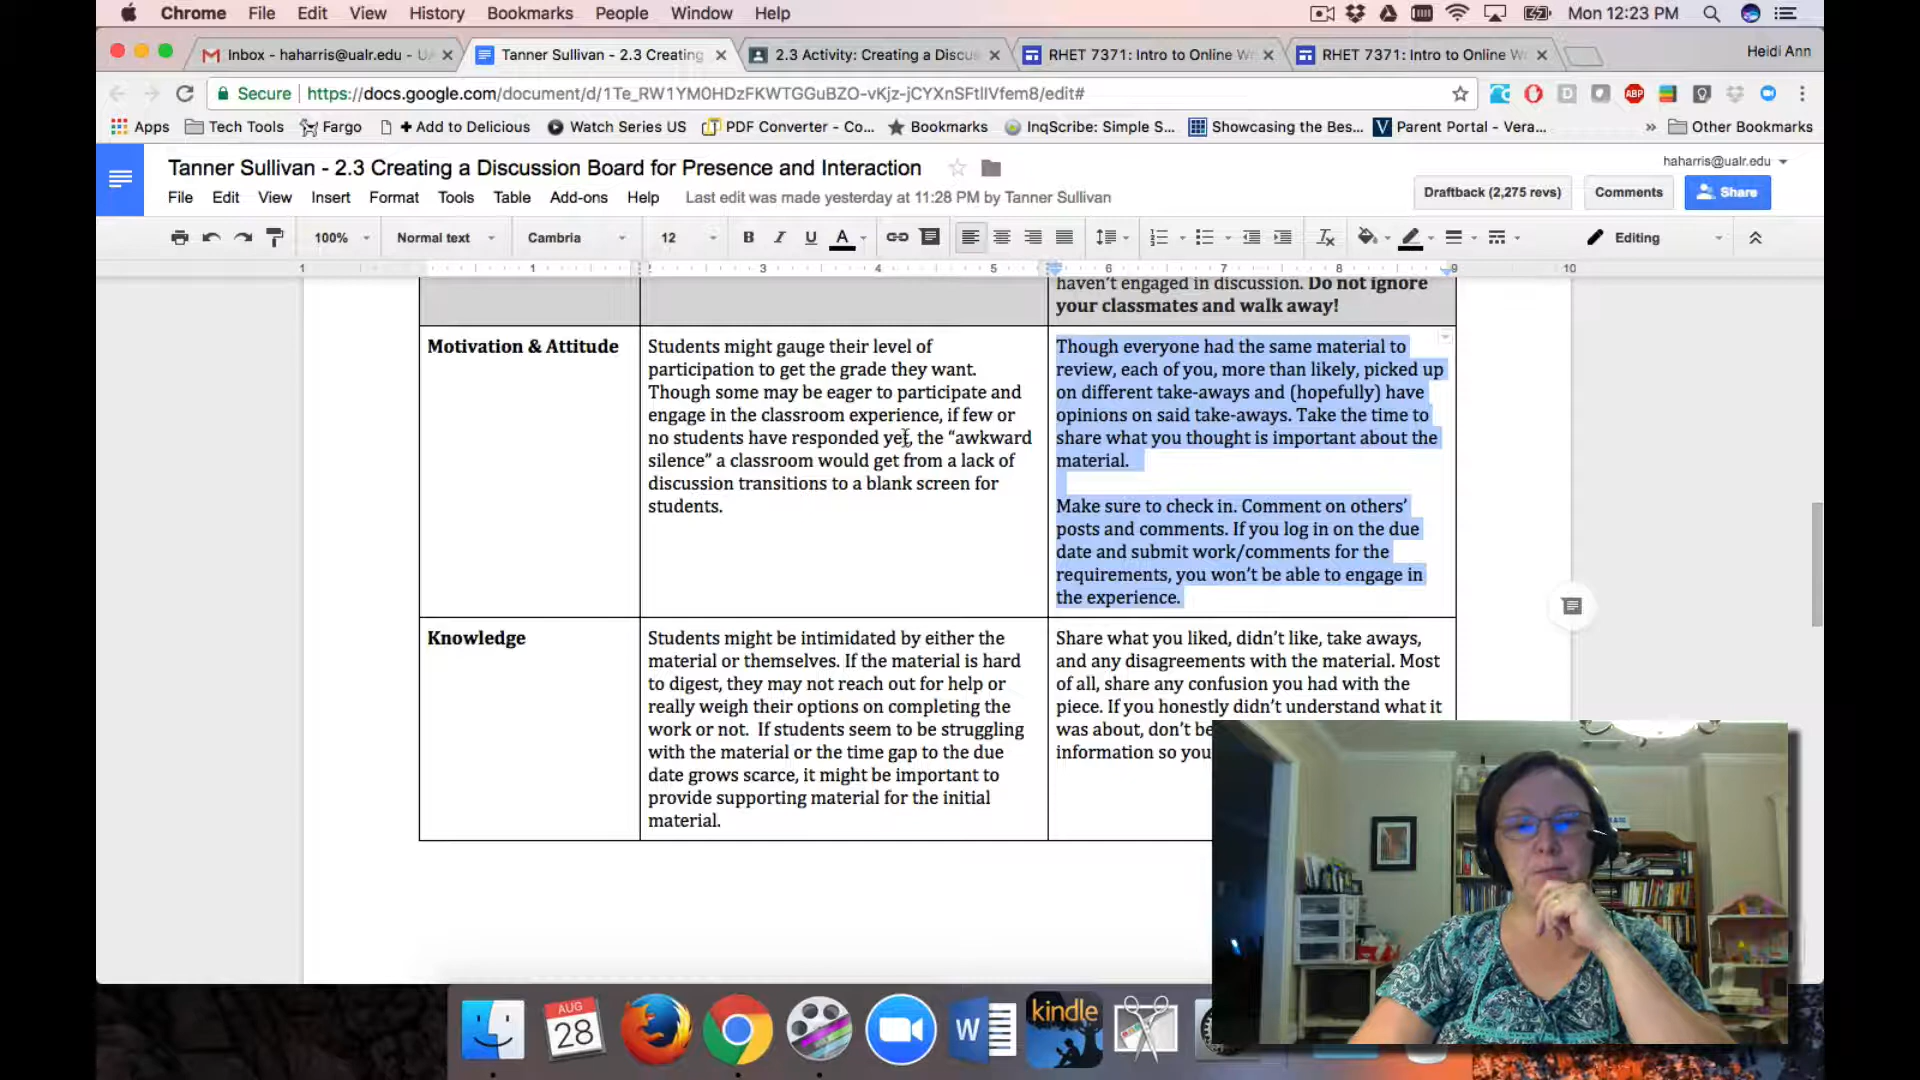 Chrome File Edit View History Bookmarks People Window Help Mon 12:23 PM
Inbox - haharris@ualr.edu - U
Tanner Sullivan - 2.3 Creating
2.3 Activity: Creating a Discus
RHET 7371: Intro to Online W
RHET 7371: Intro to Online W
Heidi Ann
Secure https://docs.google.com/document/d/1Te_RW1YM0HDzFKWTGGuBZO-vKjz-jCYXnSFtlIVfem8/edit#
Apps Tech Tools Fargo + Add to Delicious Watch Series US PDF Converter - Co... Bookmarks InqScribe: Simple S... Showcasing the Bes... Parent Portal - Vera... » Other Bookmarks
Tanner Sullivan - 2.3 Creating a Discussion Board for Presence and Interaction
haharris@ualr.edu
File Edit View Insert Format Tools Table Add-ons Help Last edit was made yesterday at 11:28 PM by Tanner Sullivan
Draftback (2,275 revs) Comments Share
100% Normal text Cambria 12 B I U A Editing
1 1 2 3 4 5 6 7 8 9 10
haven't engaged in discussion. Do not ignore
your classmates and walk away!
Motivation & Attitude
Students might gauge their level of
participation to get the grade they want.
Though some may be eager to participate and
engage in the classroom experience, if few or
no students have responded yet, the “awkward
silence” a classroom would get from a lack of
discussion transitions to a blank screen for
students.
Though everyone had the same material to
review, each of you, more than likely, picked up
on different take-aways and (hopefully) have
opinions on said take-aways. Take the time to
share what you thought is important about the
material.
Make sure to check in. Comment on others’
posts and comments. If you log in on the due
date and submit work/comments for the
requirements, you won’t be able to engage in
the experience.
Knowledge
Students might be intimidated by either the
material or themselves. If the material is hard
to digest, they may not reach out for help or
really weigh their options on completing the
work or not. If students seem to be struggling
with the material or the time gap to the due
date grows scarce, it might be important to
provide supporting material for the initial
material.
Share what you liked, didn’t like, take aways,
and any disagreements with the material. Most
of all, share any confusion you had with the
piece. If you honestly didn’t understand what it
was about, don’t be
information so you
AUG
28
W
kindle